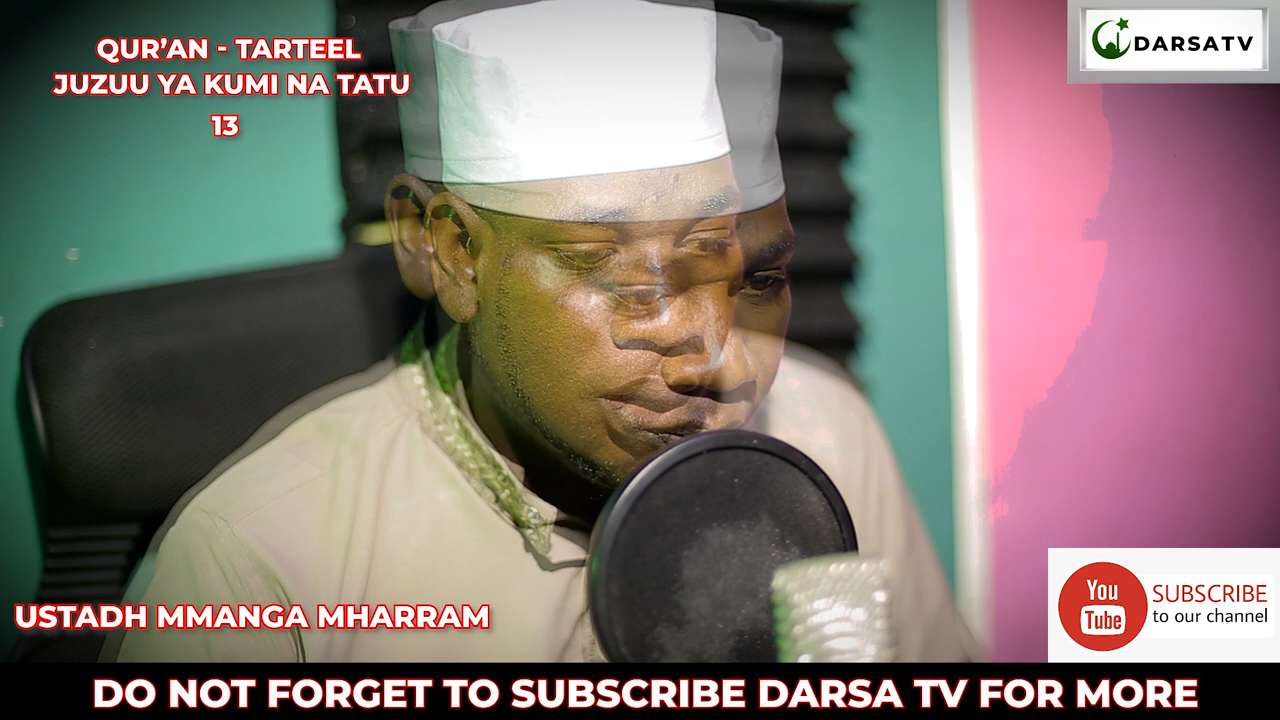 QUR’AN - TARTEEL
JUZUU YA KUMI NA TATU
13
DARSATV
USTADH MMANGA MHARRAM
You
Tube
SUBSCRIBE
to our channel
DO NOT FORGET TO SUBSCRIBE DARSA TV FOR MORE